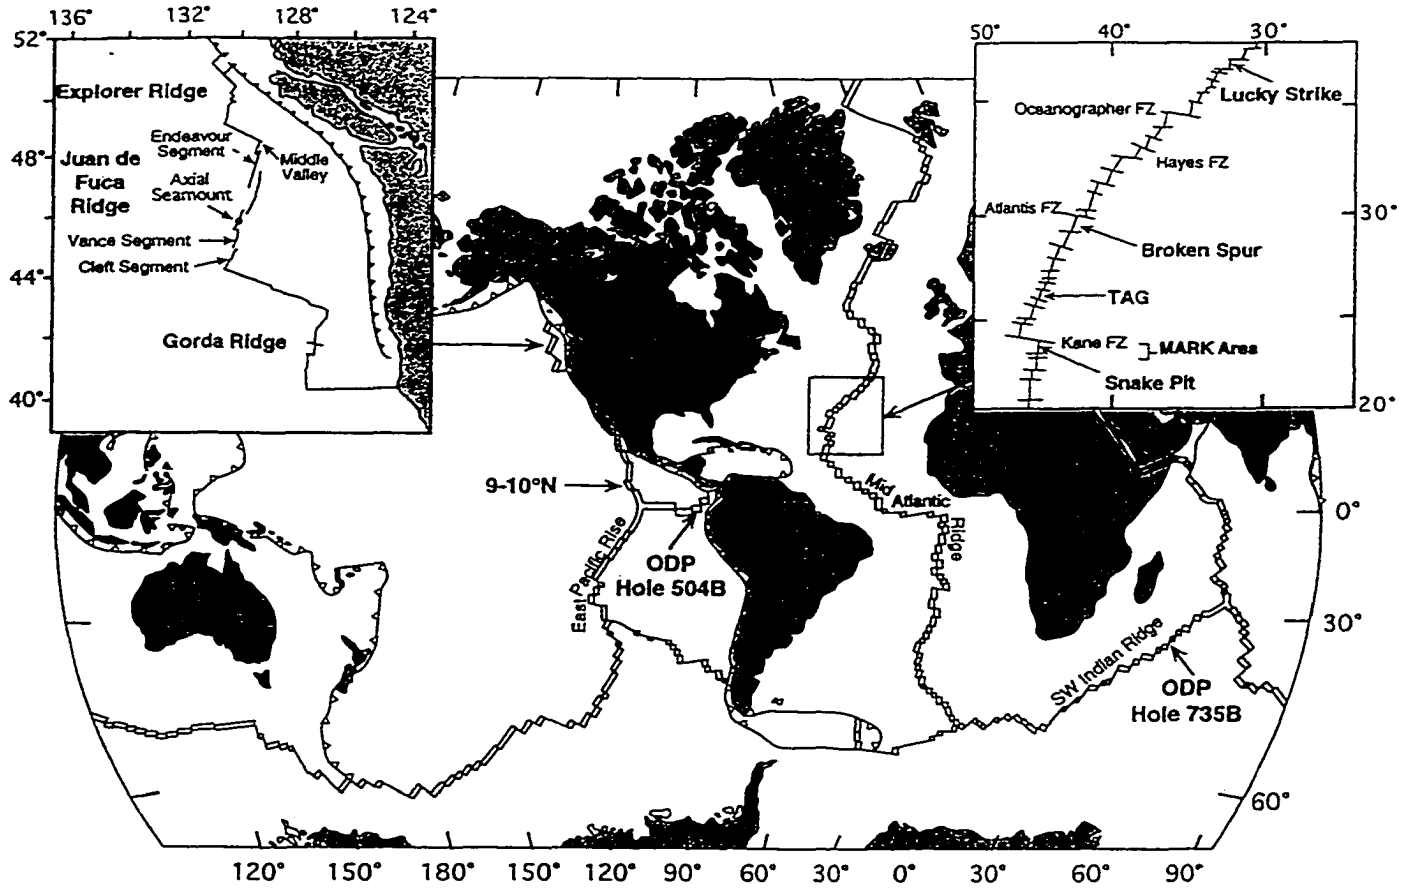 136° 132° 128° 124°
52°
48°
44°
40°
Explorer Ridge
Endeavour
Segment
Middle
Valley
Juan de
Fuca
Ridge
Axial
Seamount
Vance Segment
Cleft Segment
Gorda Ridge
50° 40° 30°
Lucky Strike
Oceanographer FZ
Hayes FZ
Atlantis FZ
30°
Broken Spur
TAG
Kane FZ
MARK Area
Snake Pit
20°
9-10°N
East Pacific Rise
ODP
Hole 504B
Mid Atlantic Ridge
SW Indian Ridge
ODP
Hole 735B
0°
30°
60°
120° 150° 180° 150° 120° 90° 60° 30° 0° 30° 60° 90°